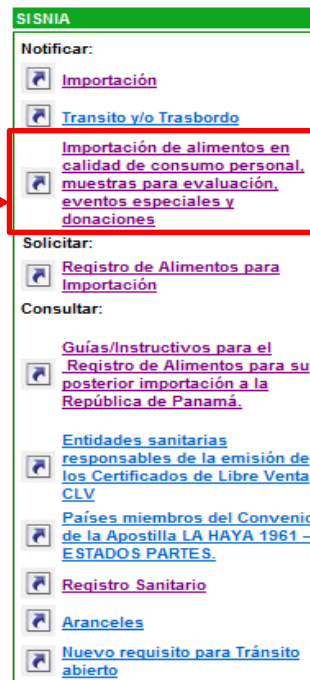 SISNIA
Notificar:
Importación
Transito y/o Trasbordo
Importación de alimentos en
calidad de consumo personal,
muestras para evaluación,
eventos especiales y
donaciones
Solicitar:
Registro de Alimentos para
Importación
Consultar:
Guías/Instructivos para el
Registro de Alimentos para su
posterior importación a la
República de Panamá.
Entidades sanitarias
responsables de la emisión de
los Certificados de Libre Venta
CLV
Países miembros del Convenio
de la Apostilla LA HAYA 1961 –
ESTADOS PARTES.
Registro Sanitario
Aranceles
Nuevo requisito para Tránsito
abierto